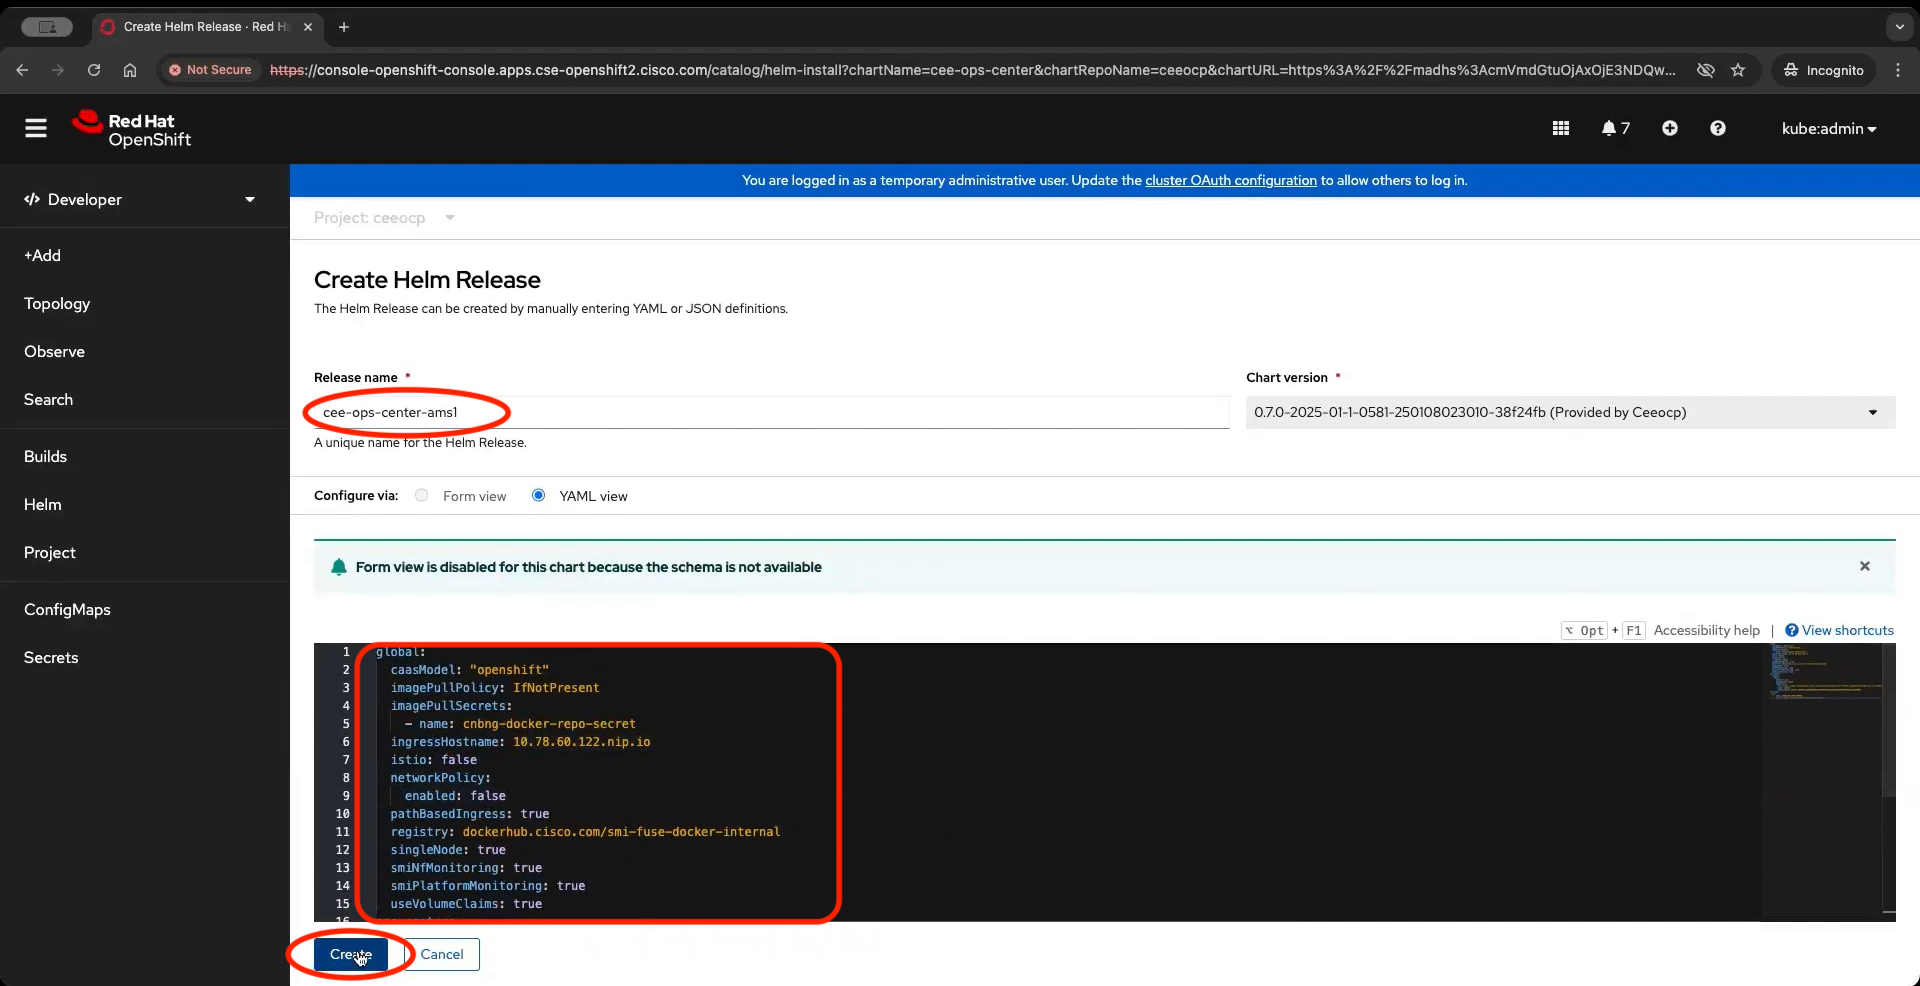 Create Helm Release · Red Ha
Not Secure
https://console-openshift-console.apps.cse-openshift2.cisco.com/catalog/helm-install?chartName=cee-ops-center&chartRepoName=ceeocp&chartURL=https%3A%2F%2Fmadhs%3AcmVmdGtuOjAxOjE3NDQw...
Incognito
Red Hat
OpenShift
7
kube:admin
Developer
+Add
Topology
Observe
Search
Builds
Helm
Project
ConfigMaps
Secrets
You are logged in as a temporary administrative user. Update the cluster OAuth configuration to allow others to log in.
Project: ceeocp
Create Helm Release
The Helm Release can be created by manually entering YAML or JSON definitions.
Release name *
cee-ops-center-ams1
A unique name for the Helm Release.
Chart version *
0.7.0-2025-01-1-0581-250108023010-38f24fb (Provided by Ceeocp)
Configure via: Form view YAML view
Form view is disabled for this chart because the schema is not available
⌥ Opt + F1 Accessibility help | View shortcuts
1 global:
2 caasModel: "openshift"
3 imagePullPolicy: IfNotPresent
4 imagePullSecrets:
5 - name: cnbng-docker-repo-secret
6 ingressHostname: 10.78.60.122.nip.io
7 istio: false
8 networkPolicy:
9 enabled: false
10 pathBasedIngress: true
11 registry: dockerhub.cisco.com/smi-fuse-docker-internal
12 singleNode: true
13 smiNfMonitoring: true
14 smiPlatformMonitoring: true
15 useVolumeClaims: true
16
Create Cancel